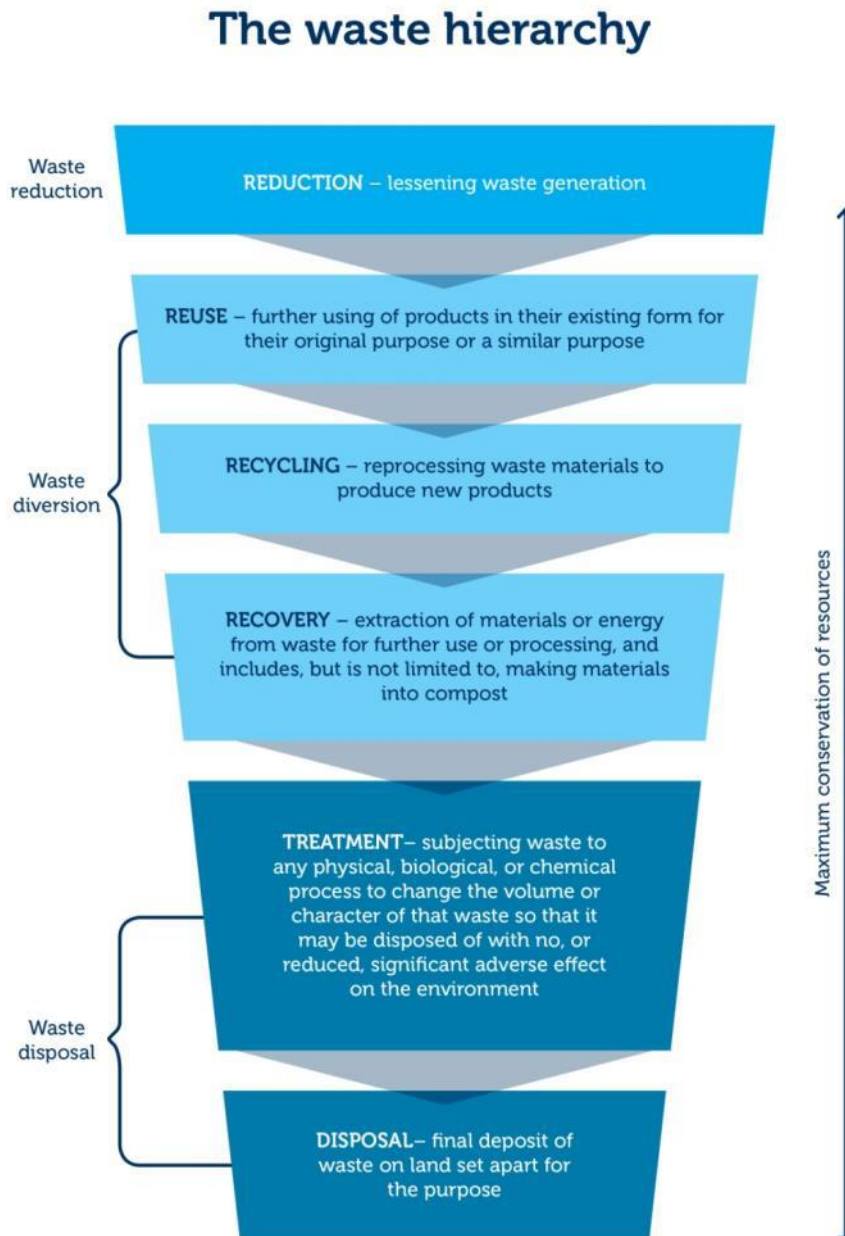 The waste hierarchy
Waste
reduction
REDUCTION – lessening waste generation
REUSE – further using of products in their existing form for
their original purpose or a similar purpose
Waste
diversion
RECYCLING – reprocessing waste materials to
produce new products
RECOVERY – extraction of materials or energy
from waste for further use or processing, and
includes, but is not limited to, making materials
into compost
Waste
disposal
TREATMENT– subjecting waste to
any physical, biological, or chemical
process to change the volume or
character of that waste so that it
may be disposed of with no, or
reduced, significant adverse effect
on the environment
DISPOSAL– final deposit of
waste on land set apart for
the purpose
Maximum conservation of resources